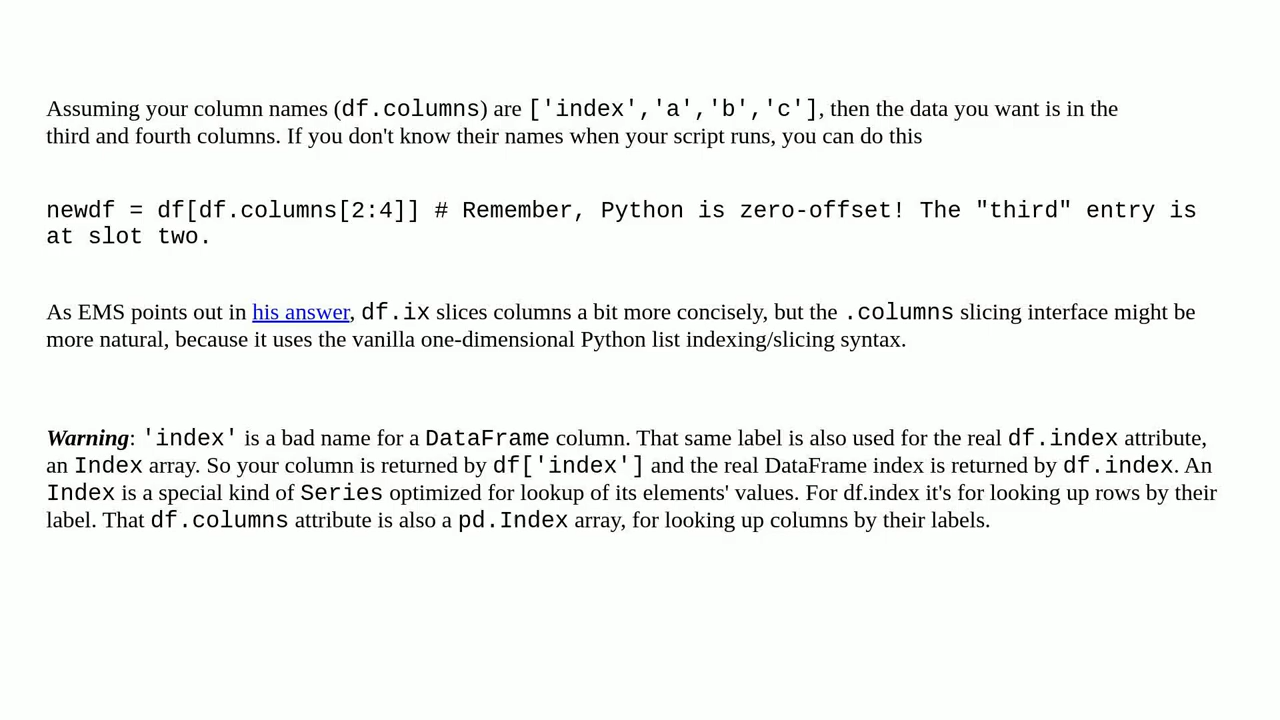 Assuming your column names (df.columns) are ['index','a','b','c'], then the data you want is in the
third and fourth columns. If you don't know their names when your script runs, you can do this
newdf = df[df.columns[2:4]] # Remember, Python is zero-offset! The "third" entry is
at slot two.
As EMS points out in his answer, df.ix slices columns a bit more concisely, but the .columns slicing interface might be
more natural, because it uses the vanilla one-dimensional Python list indexing/slicing syntax.
Warning: 'index' is a bad name for a DataFrame column. That same label is also used for the real df.index attribute,
an Index array. So your column is returned by df['index'] and the real DataFrame index is returned by df.index. An
Index is a special kind of Series optimized for lookup of its elements' values. For df.index it's for looking up rows by their
label. That df.columns attribute is also a pd.Index array, for looking up columns by their labels.